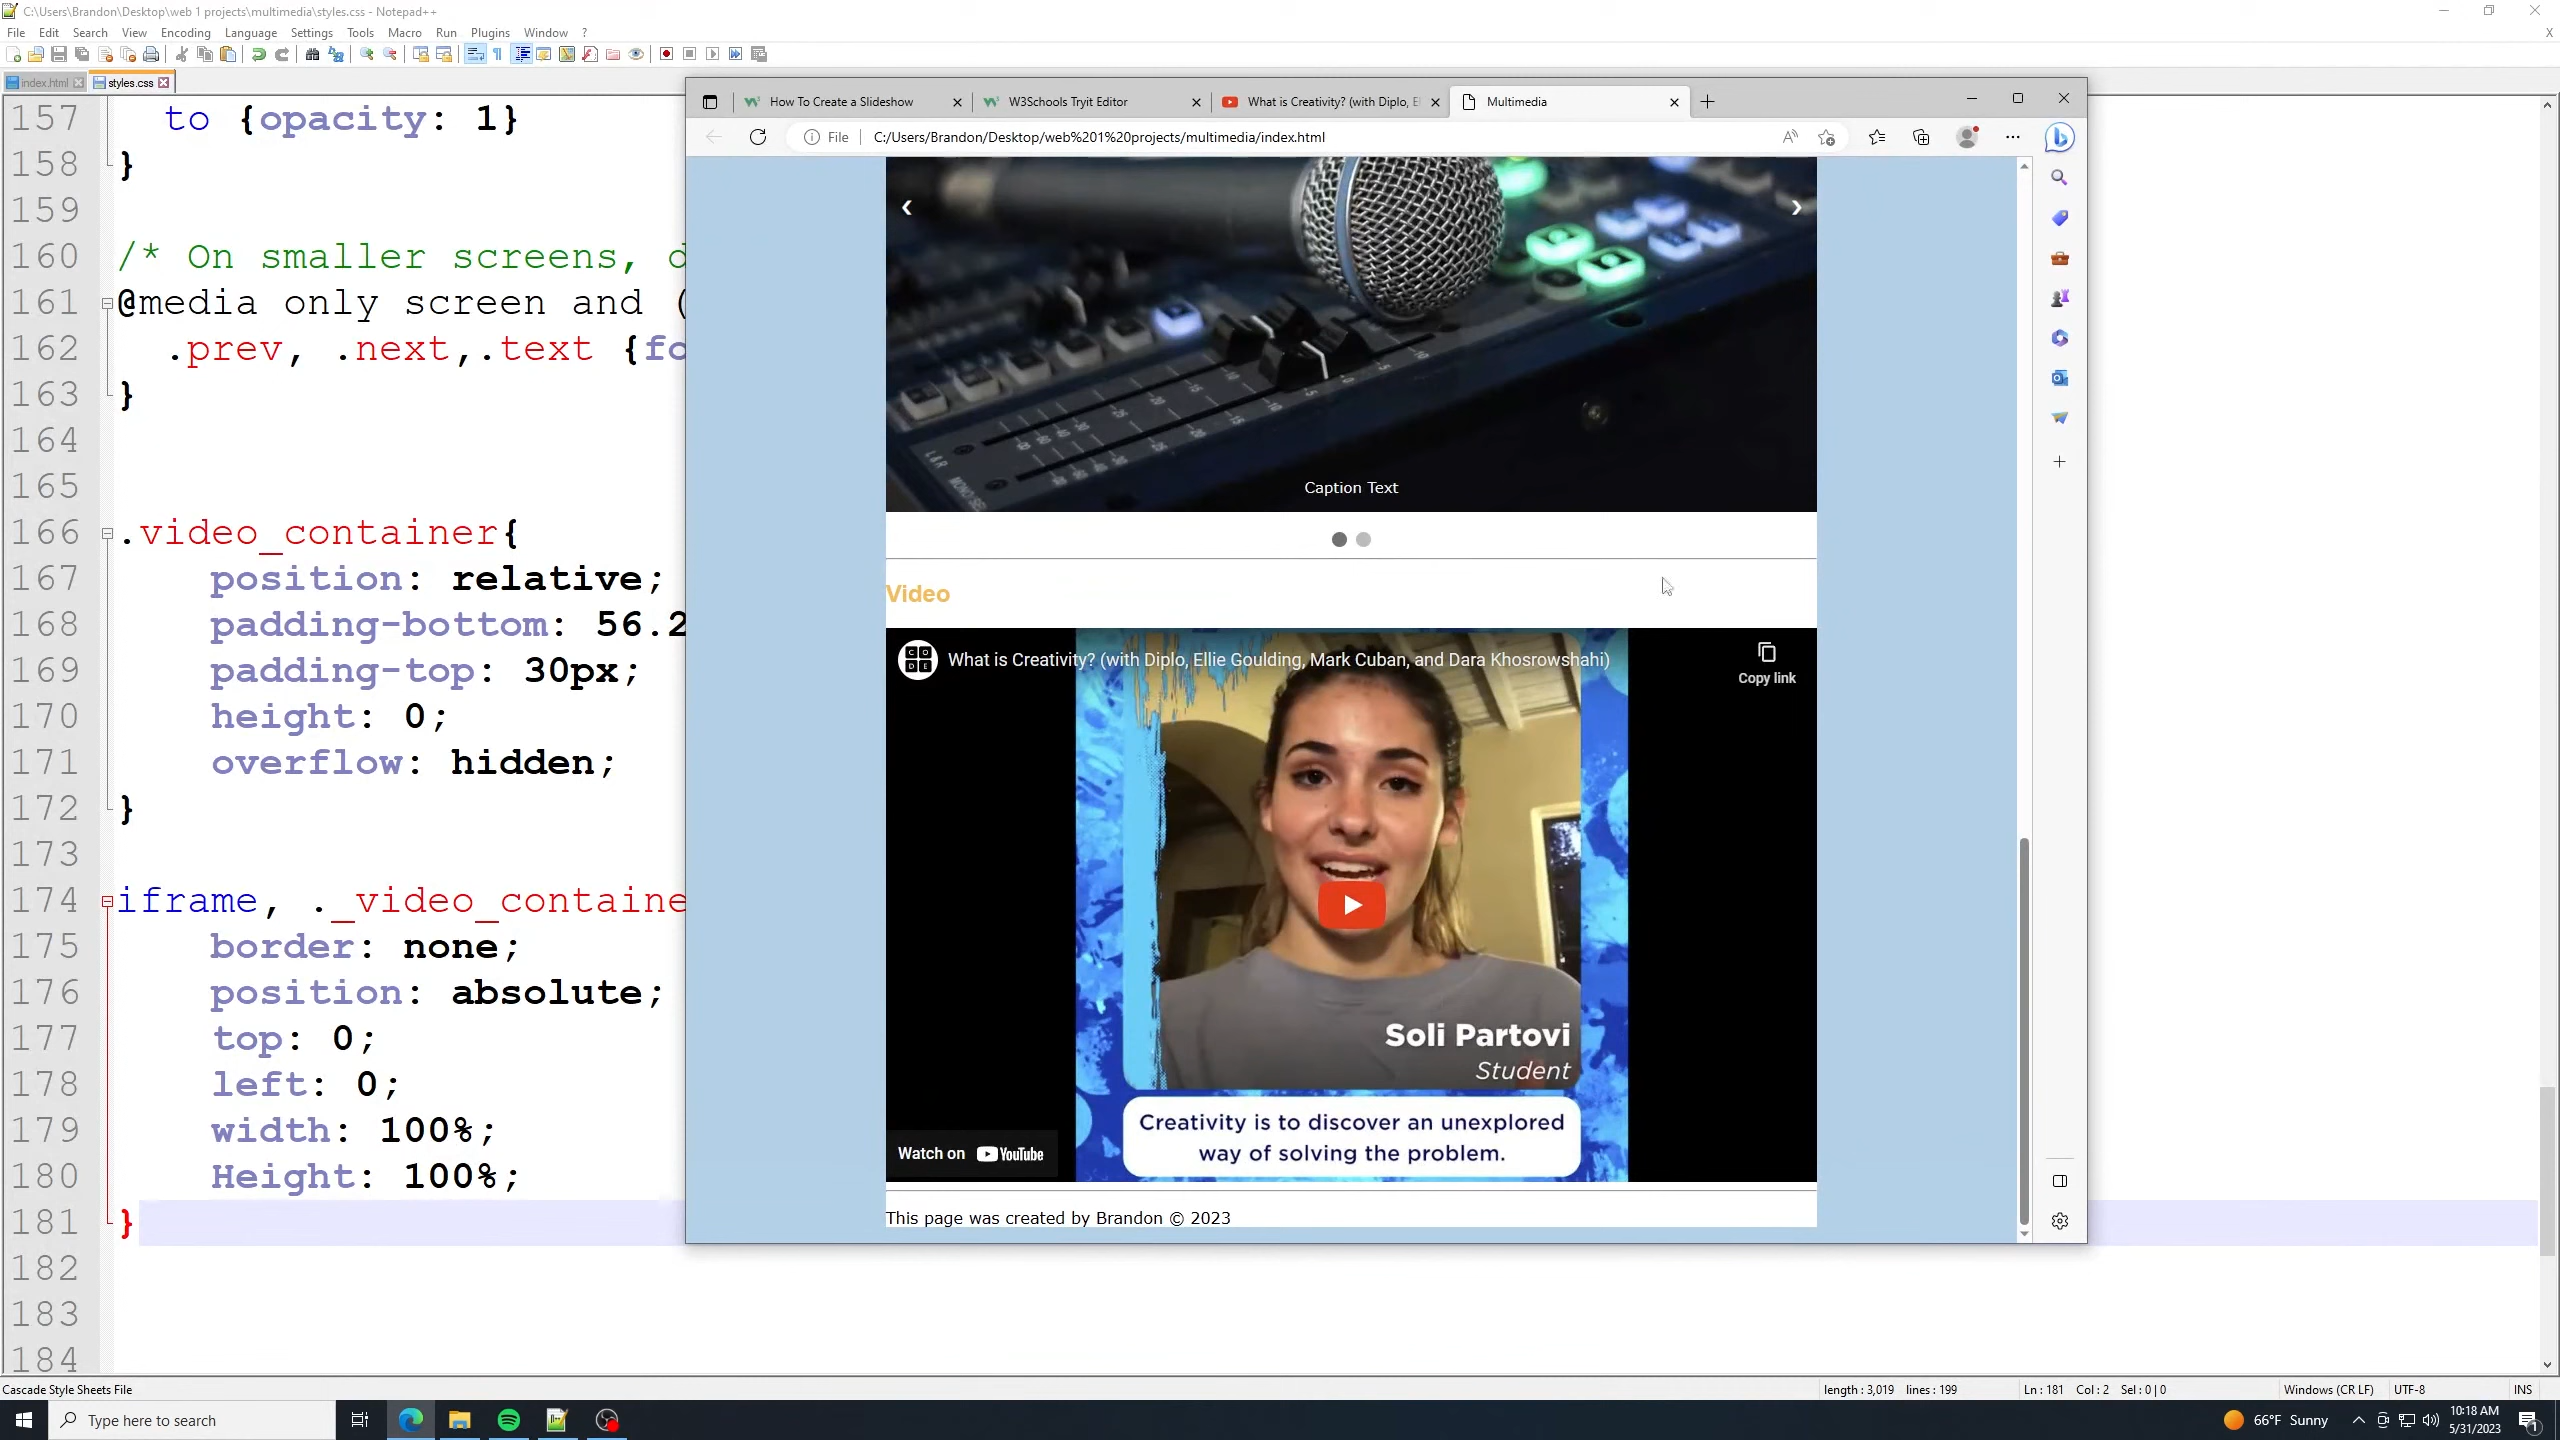 C:\Users\Brandon\Desktop\web 1 projects\multimedia\styles.css - Notepad++
File Edit Search View Encoding Language Settings Tools Macro Run Plugins Window ?
X
index.html styles.css
157 to {opacity: 1}
158 }
159
160 /* On smaller screens, d
161 @media only screen and (
162 .prev, .next,.text {fo
163 }
164
165
166 .video_container{
167 position: relative;
168 padding-bottom: 56.2
169 padding-top: 30px;
170 height: 0;
171 overflow: hidden;
172 }
173
174 iframe, ._video_containe
175 border: none;
176 position: absolute;
177 top: 0;
178 left: 0;
179 width: 100%;
180 Height: 100%;
181 }
182
183
184
How To Create a Slideshow W3Schools Tryit Editor What is Creativity? (with Diplo, E Multimedia
File C:/Users/Brandon/Desktop/web%201%20projects/multimedia/index.html
❮ ❯
Caption Text
Video
CODE What is Creativity? (with Diplo, Ellie Goulding, Mark Cuban, and Dara Khosrowshahi)
Copy link
Soli Partovi
Student
Creativity is to discover an unexplored
way of solving the problem.
Watch on YouTube
This page was created by Brandon © 2023
Cascade Style Sheets File length : 3,019 lines : 199 Ln : 181 Col : 2 Sel : 0 | 0 Windows (CR LF) UTF-8 INS
Type here to search
66°F Sunny
10:18 AM
5/31/2023
1